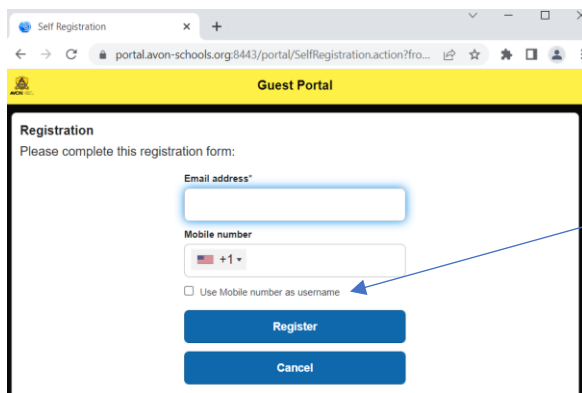 Self Registration
portal.avon-schools.org:8443/portal/SelfRegistration.action?fro...
AVON
Guest Portal
Registration
Please complete this registration form:
Email address*
Mobile number
+1
Use Mobile number as username
Register
Cancel